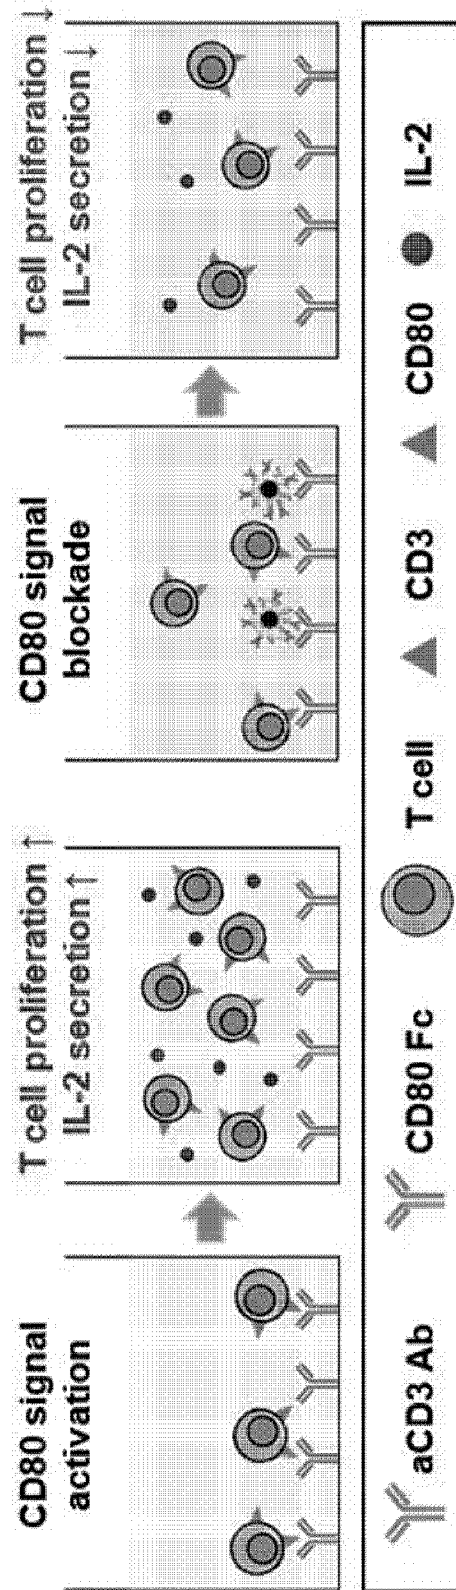 CD80 signal
activation
T cell proliferation ↑
IL-2 secretion ↑
CD80 signal
blockade
T cell proliferation ↓
IL-2 secretion ↓
aCD3 Ab
CD80 Fc
T cell
CD3
CD80
IL-2